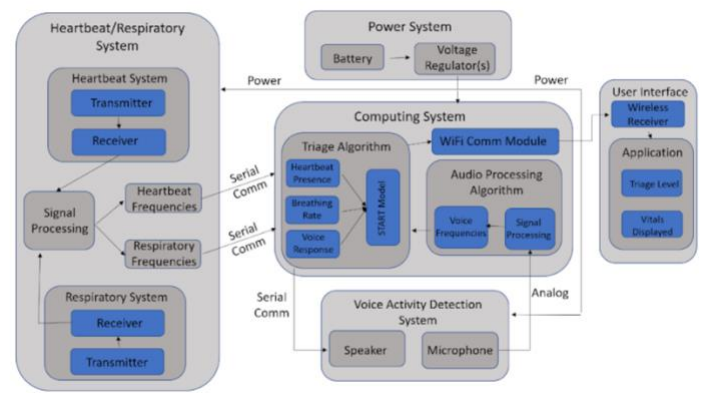 Heartbeat/Respiratory
System
Heartbeat System
Transmitter
Receiver
Signal
Processing
Heartbeat
Frequencies
Respiratory
Frequencies
Respiratory System
Receiver
Transmitter
Serial
Comm
Serial
Comm
Power System
Battery
Voltage
Regulator(s)
Power
Power
Computing System
Triage Algorithm
Heartbeat
Presence
Breathing
Rate
Voice
Response
START Model
WiFi Comm Module
Audio Processing
Algorithm
Voice
Frequencies
Signal
Processing
Serial
Comm
Analog
Voice Activity Detection
System
Speaker
Microphone
User Interface
Wireless
Receiver
Application
Triage Level
Vitals
Displayed